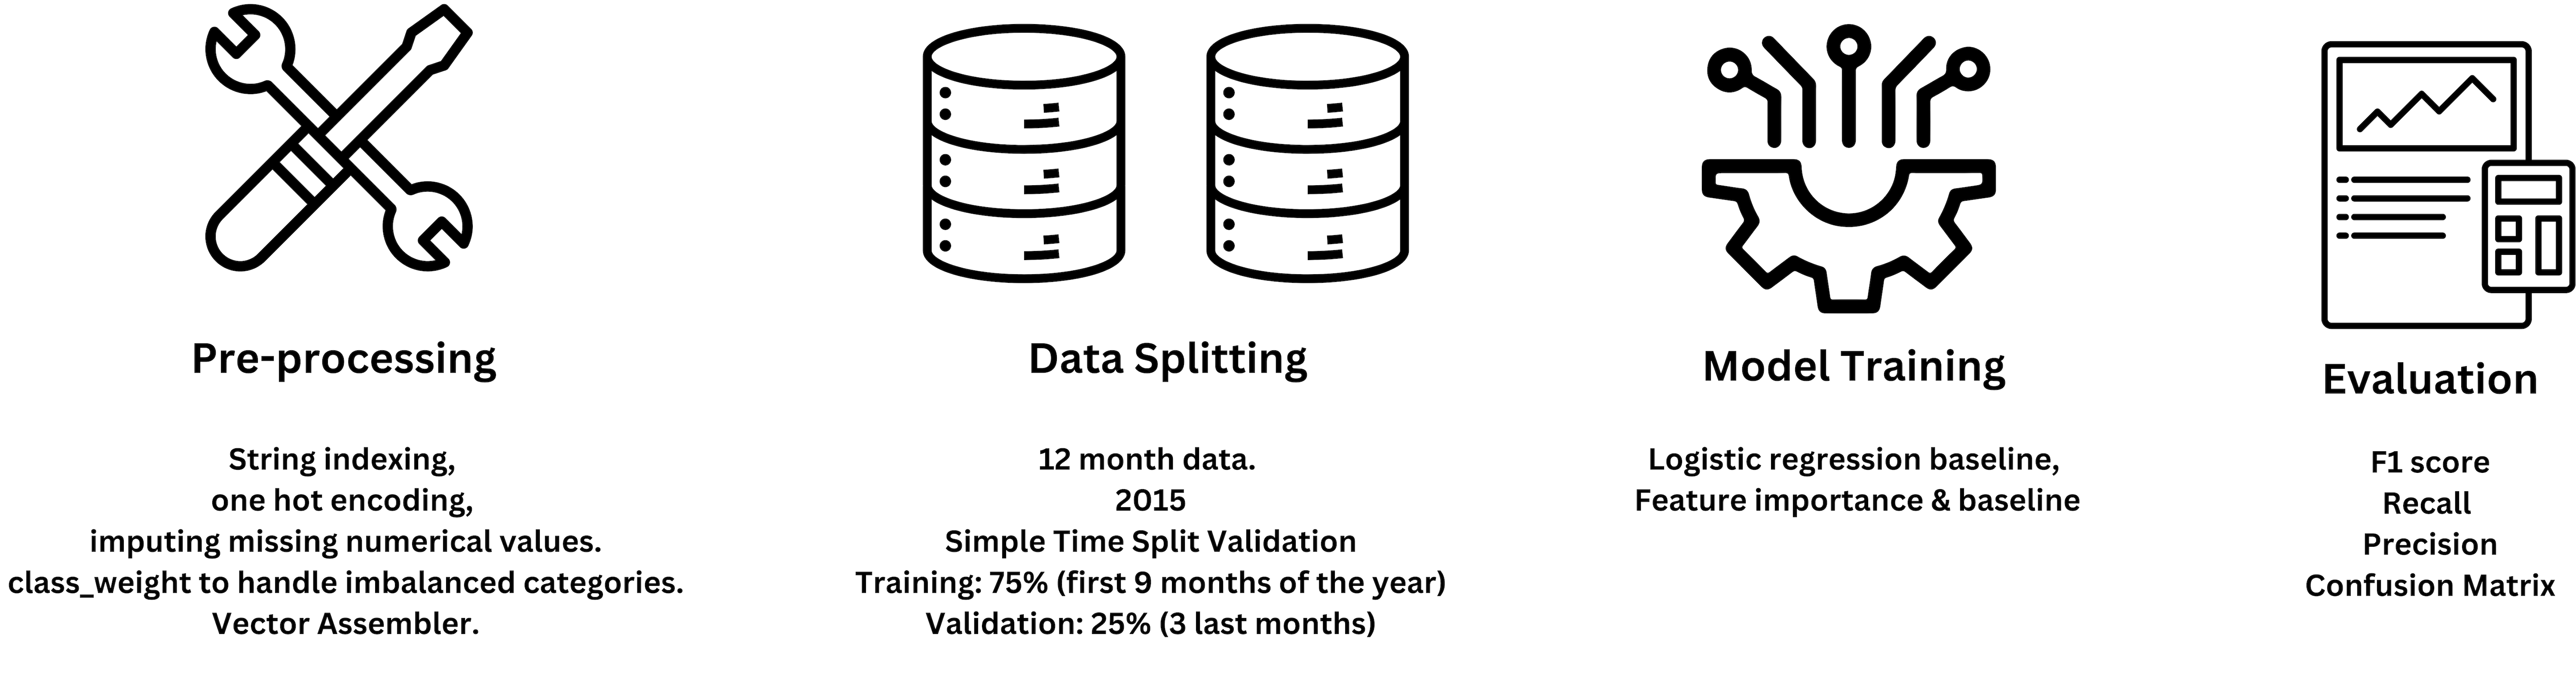 Pre-processing
String indexing,
one hot encoding,
imputing missing numerical values.
class_weight to handle imbalanced categories.
Vector Assembler.
Data Splitting
12 month data.
2015
Simple Time Split Validation
Training: 75% (first 9 months of the year)
Validation: 25% (3 last months)
Model Training
Logistic regression baseline,
Feature importance & baseline
Evaluation
F1 score
Recall
Precision
Confusion Matrix